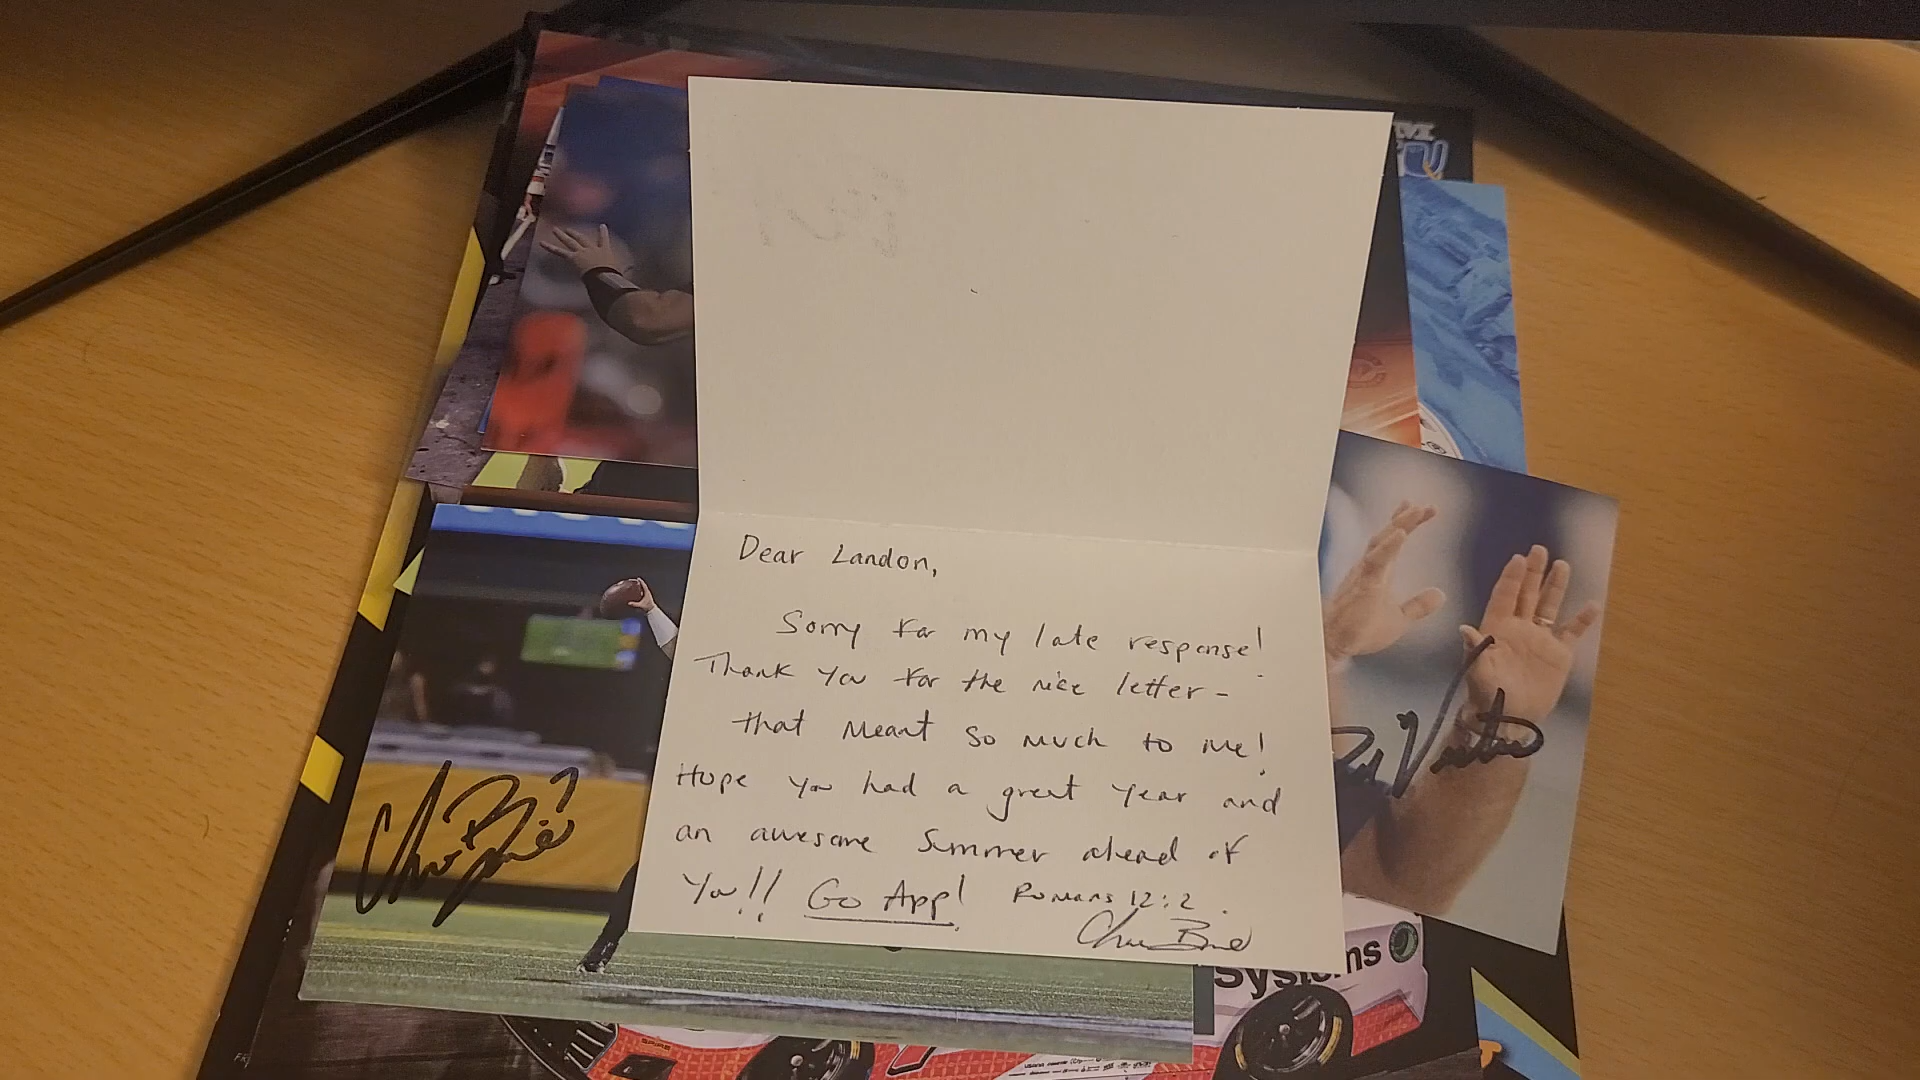 Dear Landon,
Sorry for my late response!
Thank you for the nice letter -
that meant so much to me!
Hope you had a great year and
an awesome summer ahead of
you!! Go App! Romans 12:2
Systems